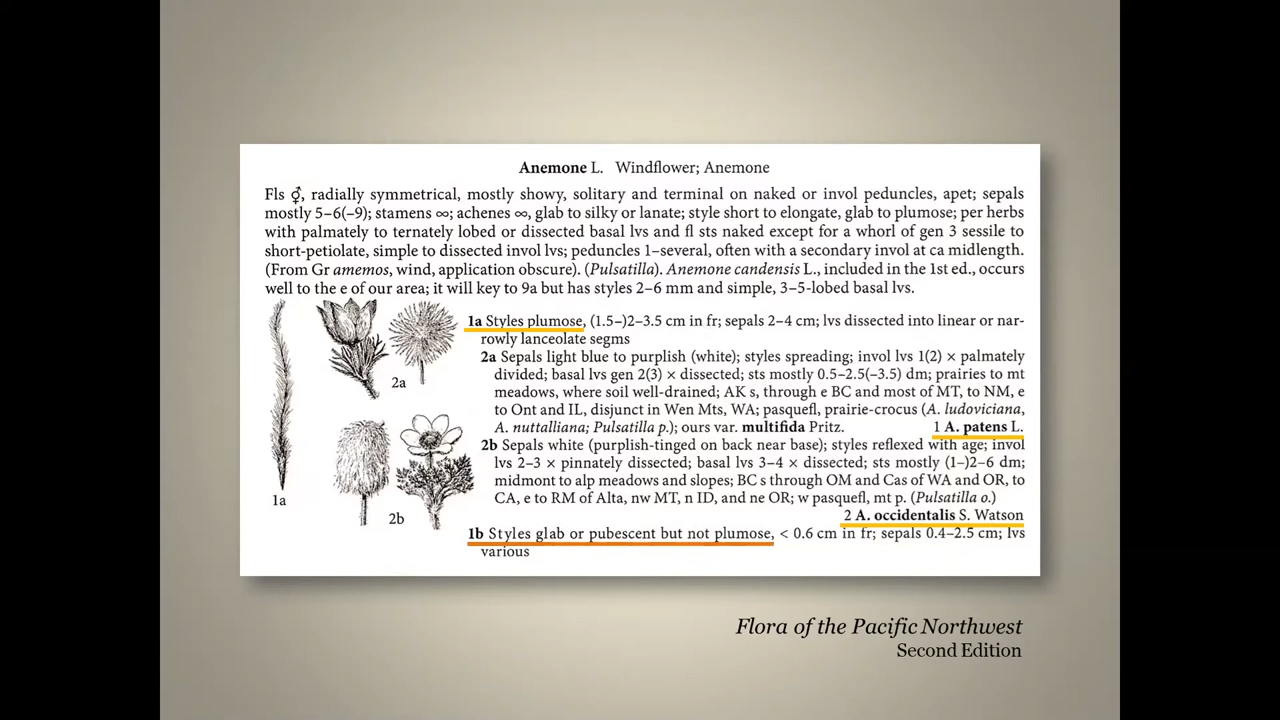 Anemone L. Windflower; Anemone
Fls ⚥, radially symmetrical, mostly showy, solitary and terminal on naked or invol peduncles, apet; sepals
mostly 5–6(–9); stamens ∞; achenes ∞, glab to silky or lanate; style short to elongate, glab to plumose; per herbs
with palmately to ternately lobed or dissected basal lvs and fl sts naked except for a whorl of gen 3 sessile to
short-petiolate, simple to dissected invol lvs; peduncles 1–several, often with a secondary invol at ca midlength.
(From Gr amemos, wind, application obscure). (Pulsatilla). Anemone candensis L., included in the 1st ed., occurs
well to the e of our area; it will key to 9a but has styles 2–6 mm and simple, 3–5-lobed basal lvs.
1a Styles plumose, (1.5–)2–3.5 cm in fr; sepals 2–4 cm; lvs dissected into linear or nar-
rowly lanceolate segms
2a Sepals light blue to purplish (white); styles spreading; invol lvs 1(2) × palmately
divided; basal lvs gen 2(3) × dissected; sts mostly 0.5–2.5(–3.5) dm; prairies to mt
meadows, where soil well-drained; AK s, through e BC and most of MT, to NM, e
to Ont and IL, disjunct in Wen Mts, WA; pasquefl, prairie-crocus (A. ludoviciana,
A. nuttalliana; Pulsatilla p.); ours var. multifida Pritz. 1 A. patens L.
2b Sepals white (purplish-tinged on back near base); styles reflexed with age; invol
lvs 2–3 × pinnately dissected; basal lvs 3–4 × dissected; sts mostly (1–)2–6 dm;
midmont to alp meadows and slopes; BC s through OM and Cas of WA and OR, to
CA, e to RM of Alta, nw MT, n ID, and ne OR; w pasquefl, mt p. (Pulsatilla o.)
2 A. occidentalis S. Watson
1b Styles glab or pubescent but not plumose, < 0.6 cm in fr; sepals 0.4–2.5 cm; lvs
various
2a
1a
2b
Flora of the Pacific Northwest
Second Edition